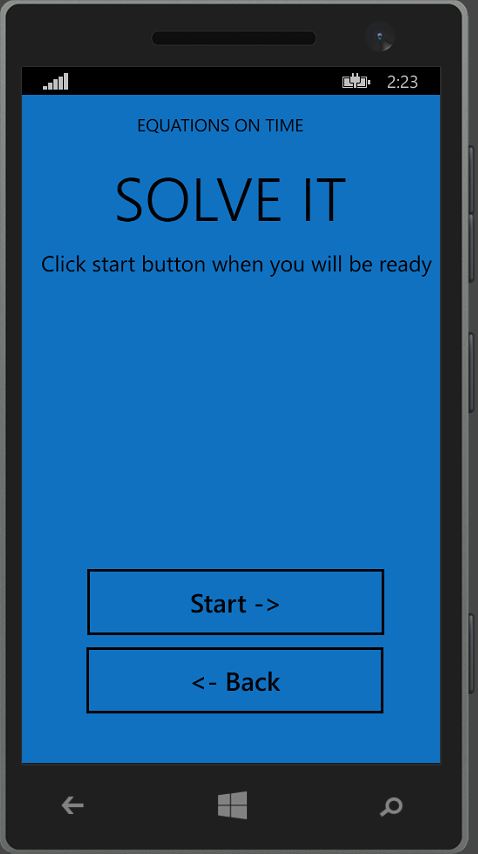 2:23
EQUATIONS ON TIME
SOLVE IT
Click start button when you will be ready
Start ->
<- Back